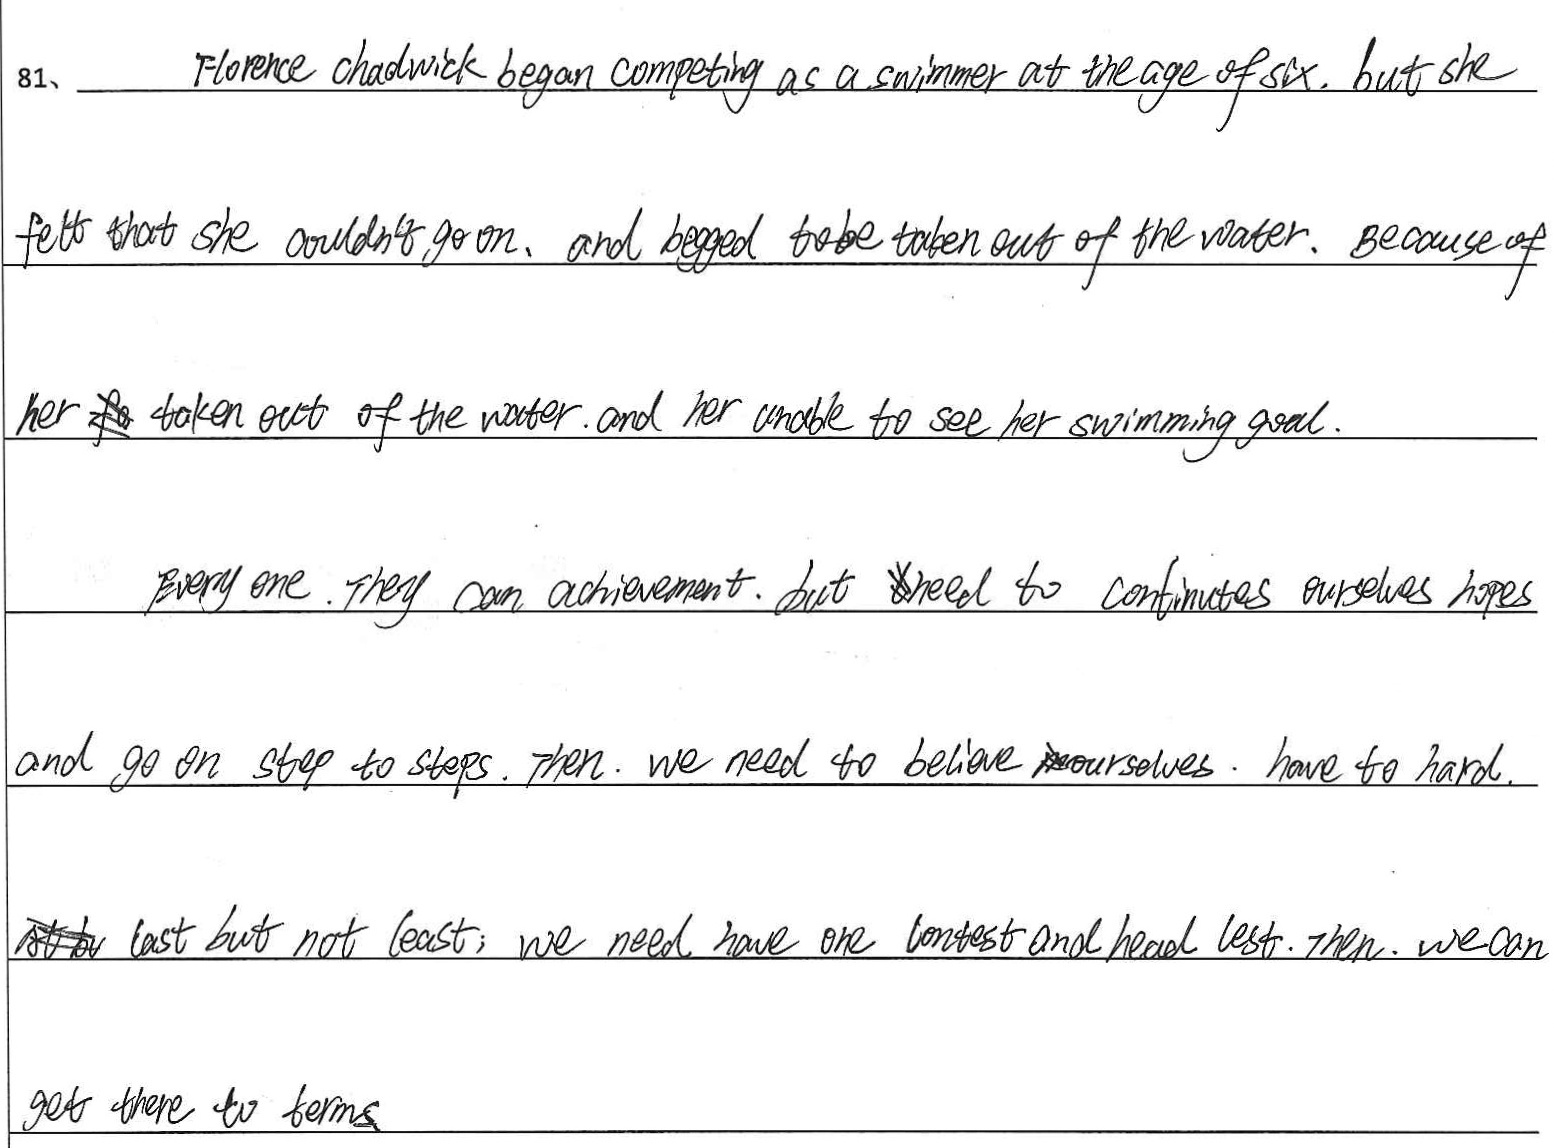 81、 Florence chadwick began competing as a swimmer at the age of six. but she
felt that she couldn't go on, and begged to be taken out of the water. Because of
her taken out of the water. and her unable to see her swimming goal.
Every one. They can achievement. but need to continutes ourselves hopes
and go on step to steps. Then. we need to believe ourselves. have to hard.
last but not least; we need have one contest and head lest. Then. we can
get there to terms